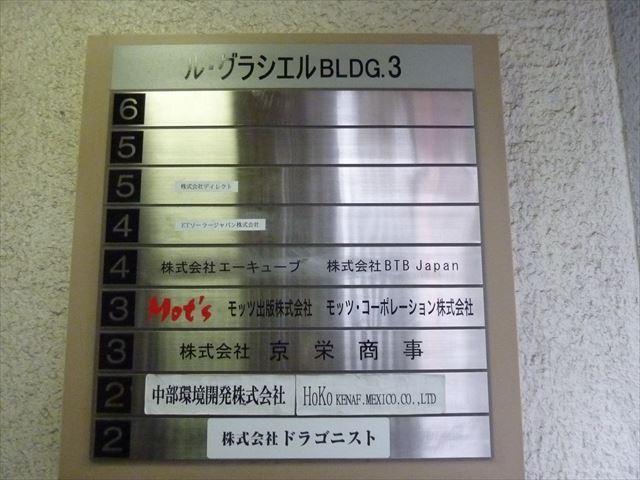 ル・グラシエルBLDG.3
6
5
5 株式会社ディレクト
4 ETソーラージャパン株式会社
4 株式会社エーキューブ 株式会社BTB Japan
3 Mot's モッツ出版株式会社 モッツ・コーポレーション株式会社
3 株式会社 京栄商事
2 中部環境開発株式会社 HoKo KENAF.MEXICO.CO.,LTD
2 株式会社ドラゴニスト